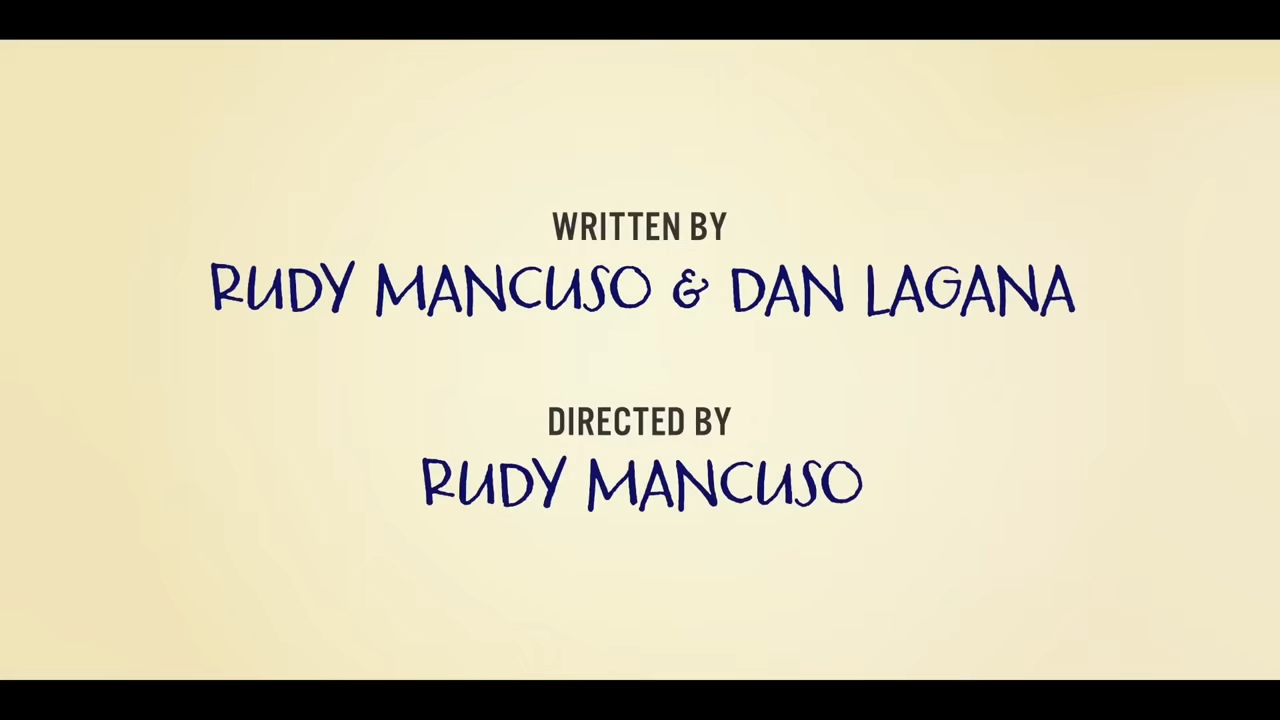 WRITTEN BY
RUDY MANCUSO & DAN LAGANA
DIRECTED BY
RUDY MANCUSO